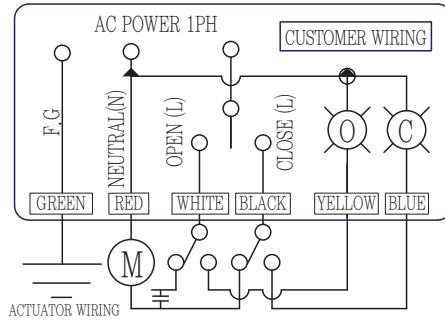 AC POWER 1PH
CUSTOMER WIRING
F.G
NEUTRAL(N)
OPEN (L)
CLOSE (L)
O
C
GREEN
RED
WHITE
BLACK
YELLOW
BLUE
M
ACTUATOR WIRING